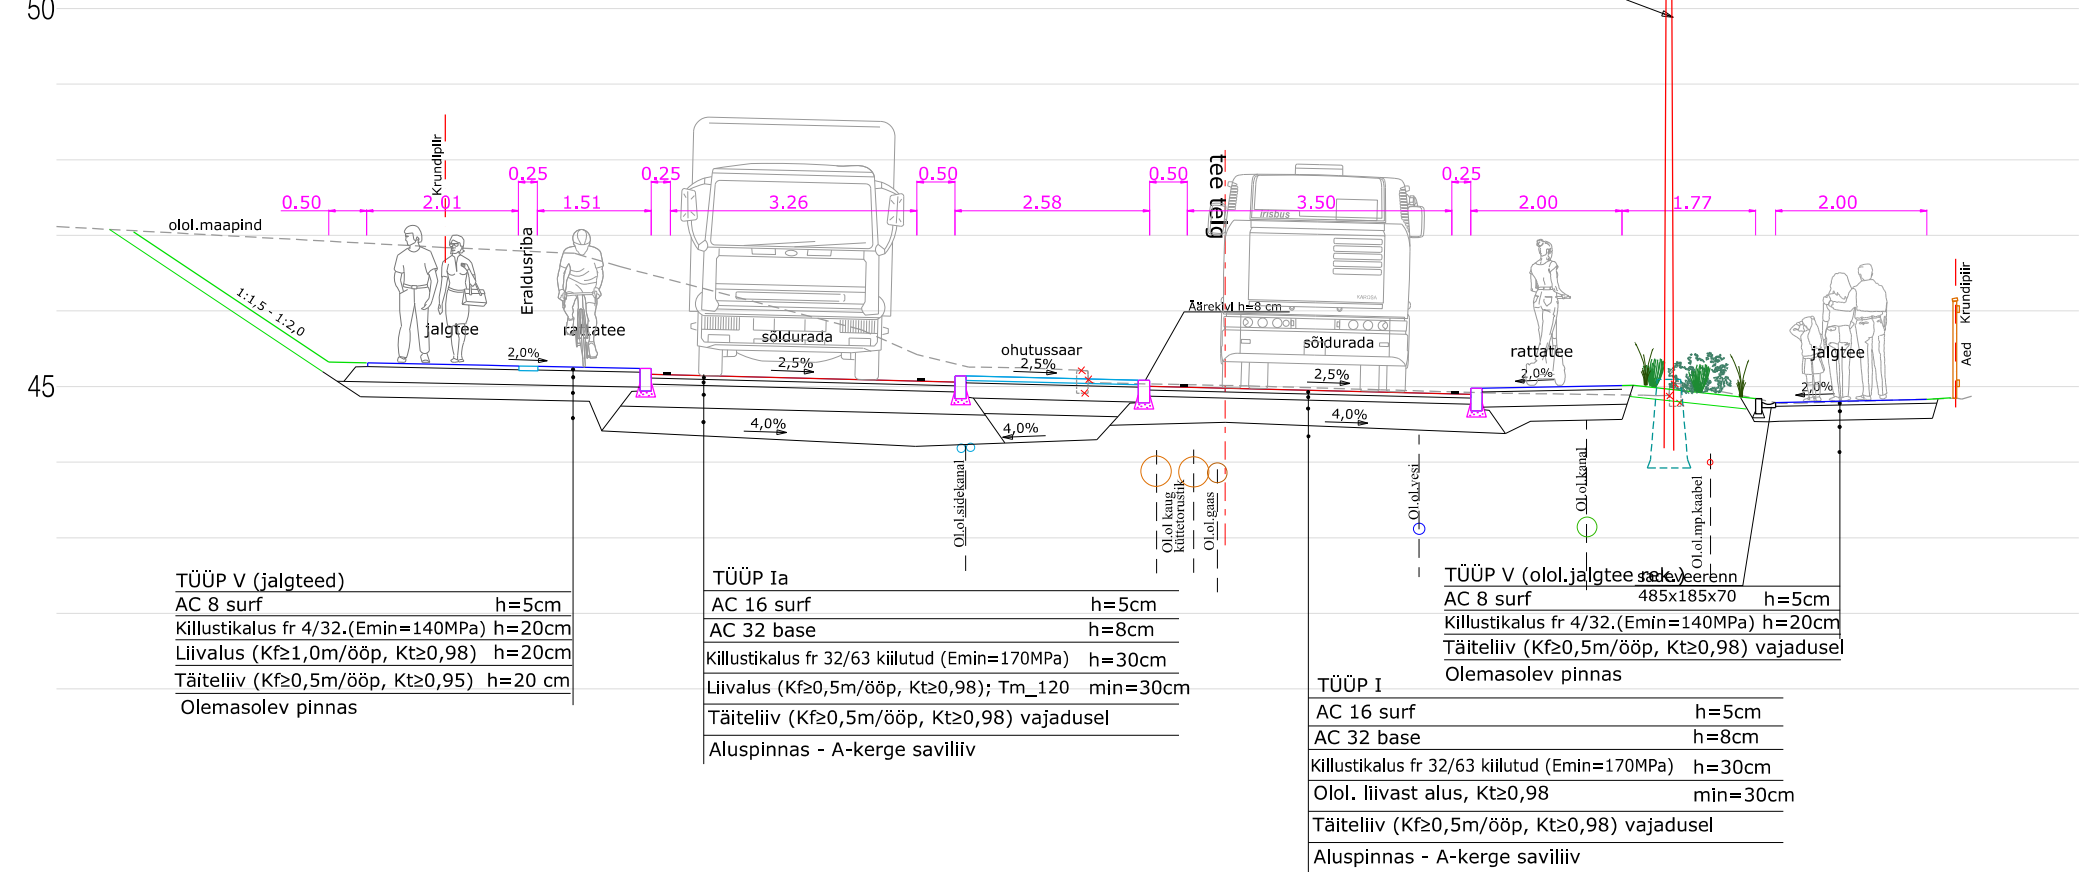 50
Krundipiir
0.25
0.25
0.50
0.50
0.25
0.50
2.01
1.51
3.26
2.58
3.50
2.00
1.77
2.00
tee telg
olol.maapind
Eraldusriba
irisbus
KAROSA
Krundipiir
Aed
1:1,5 - 1:2,0
Äärekivi h=8 cm
jalgtee
rattatee
sõidurada
ohutussaar
sõidurada
rattatee
jalgtee
2,0%
2,5%
2,5%
2,5%
2,0%
2,0%
45
4,0%
4,0%
4,0%
Ol.ol.sidekanal
Ol.ol kaug
küttetorustik
Ol.ol.gaas
Ol.ol.vesi
Ol.ol.kanal
Ol.ol.mp.kaabel
sadeveerenn
485x185x70
TÜÜP V (jalgteed)
AC 8 surf h=5cm
Killustikalus fr 4/32.(Emin=140MPa) h=20cm
Liivalus (Kf≥1,0m/ööp, Kt≥0,98) h=20cm
Täiteliiv (Kf≥0,5m/ööp, Kt≥0,95) h=20 cm
Olemasolev pinnas
TÜÜP Ia
AC 16 surf h=5cm
AC 32 base h=8cm
Killustikalus fr 32/63 kiilutud (Emin=170MPa) h=30cm
Liivalus (Kf≥0,5m/ööp, Kt≥0,98); Tm_120 min=30cm
Täiteliiv (Kf≥0,5m/ööp, Kt≥0,98) vajadusel
Aluspinnas - A-kerge saviliiv
TÜÜP V (olol.jalgtee rek.)
AC 8 surf h=5cm
Killustikalus fr 4/32.(Emin=140MPa) h=20cm
Täiteliiv (Kf≥0,5m/ööp, Kt≥0,98) vajadusel
Olemasolev pinnas
TÜÜP I
AC 16 surf h=5cm
AC 32 base h=8cm
Killustikalus fr 32/63 kiilutud (Emin=170MPa) h=30cm
Olol. liivast alus, Kt≥0,98 min=30cm
Täiteliiv (Kf≥0,5m/ööp, Kt≥0,98) vajadusel
Aluspinnas - A-kerge saviliiv